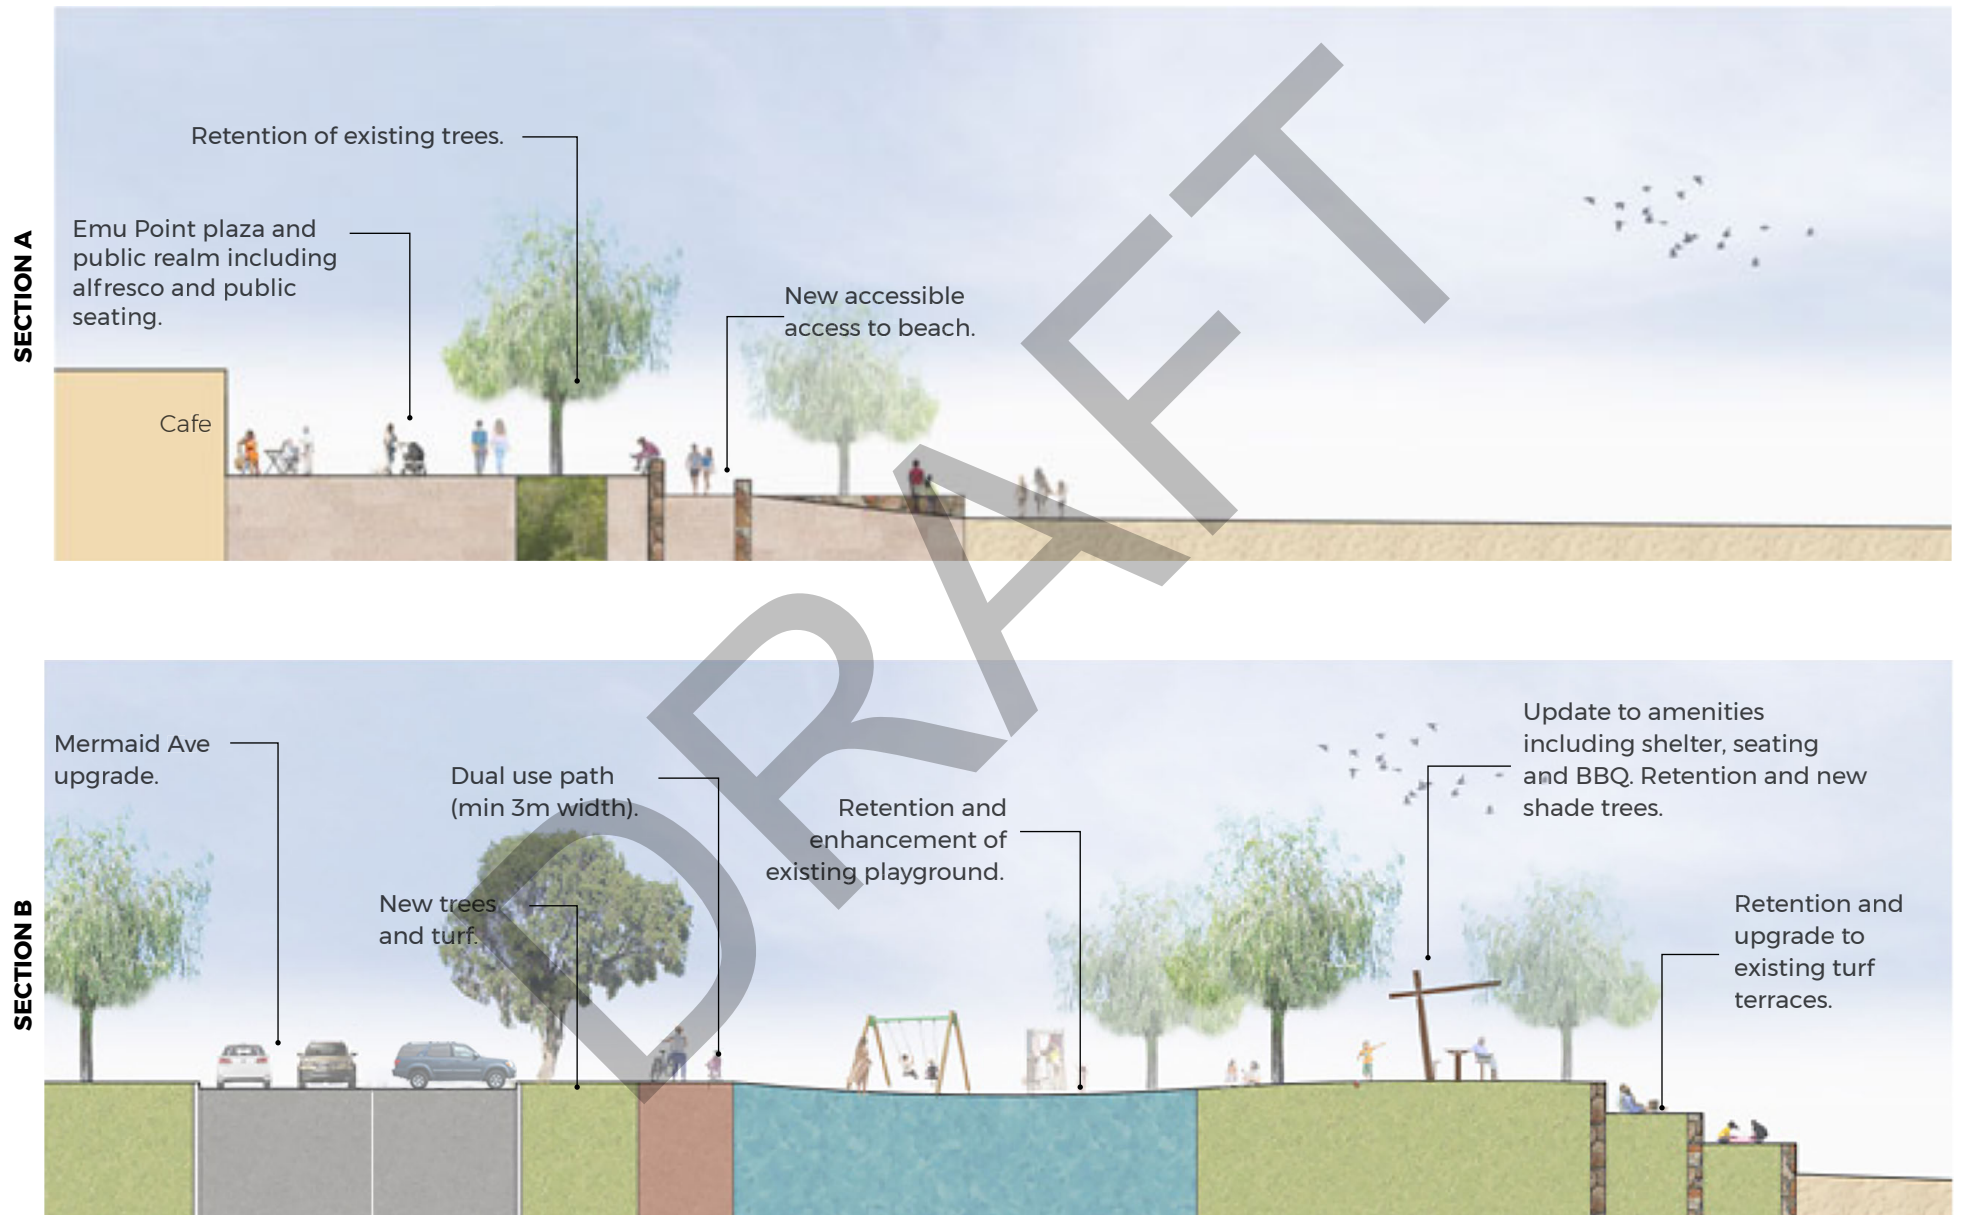 SECTION A
Retention of existing trees.
Emu Point plaza and
public realm including
alfresco and public
seating.
New accessible
access to beach.
Cafe
DRAFT
SECTION B
Mermaid Ave
upgrade.
Dual use path
(min 3m width).
New trees
and turf.
Retention and
enhancement of
existing playground.
Update to amenities
including shelter, seating
and BBQ. Retention and new
shade trees.
Retention and
upgrade to
existing turf
terraces.